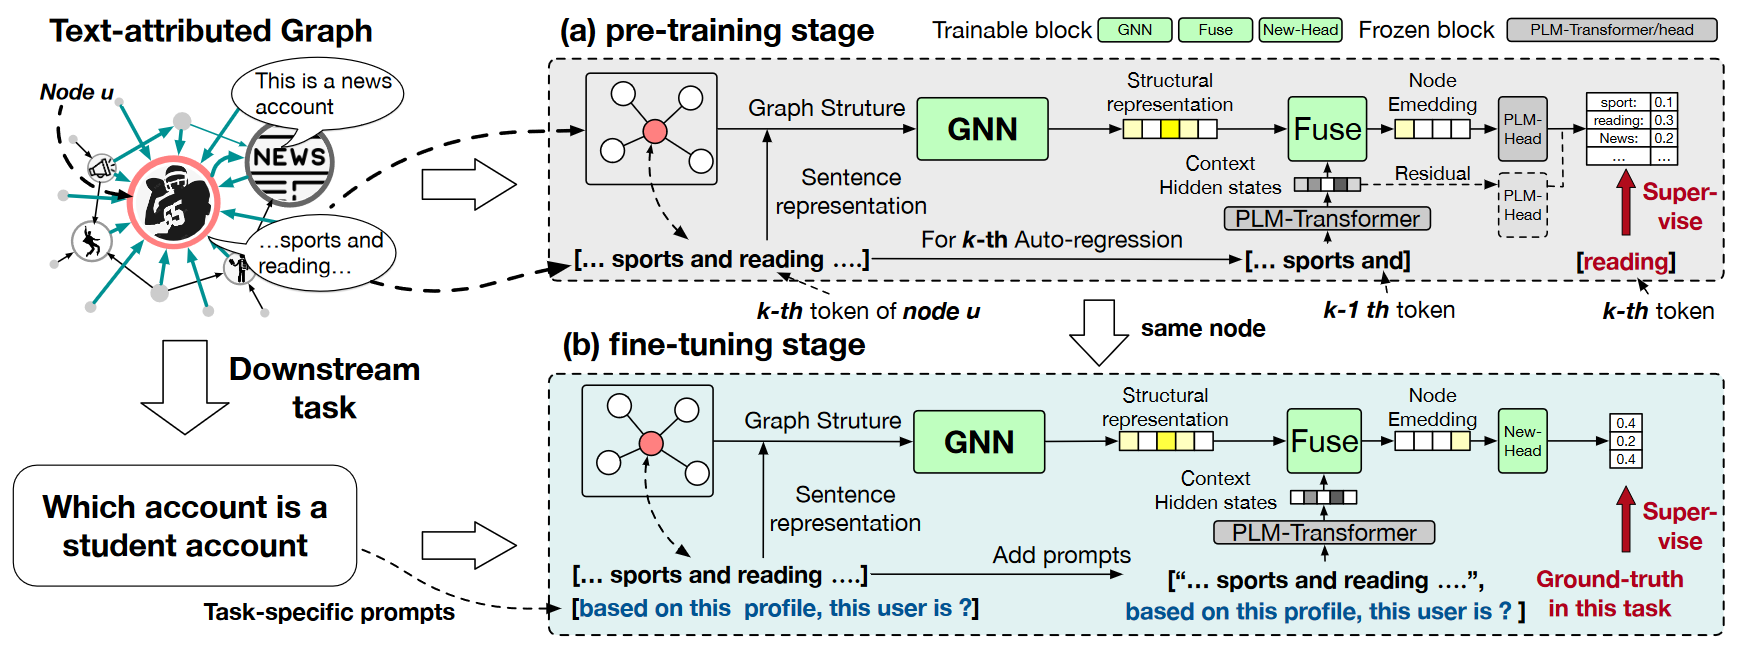 Text-attributed Graph
Node u
This is a news
account
NEWS
...sports and
reading...
Downstream
task
Which account is a
student account
Task-specific prompts
(a) pre-training stage
Trainable block
GNN
Fuse
New-Head
Frozen block
PLM-Transformer/head
Graph Struture
Sentence
representation
GNN
Structural
representation
Fuse
Node
Emedding
PLM-
Head
sport: 0.1
reading: 0.3
News: 0.2
... ...
Context
Hidden states
Residual
PLM-
Head
PLM-Transformer
Super-
vise
[... sports and reading ....]
For k-th Auto-regression
[... sports and]
[reading]
k-th token of node u
k-1 th token
k-th token
same node
(b) fine-tuning stage
Graph Struture
Sentence
representation
GNN
Structural
representation
Fuse
Node
Emedding
New-
Head
0.4
0.2
0.4
Context
Hidden states
PLM-Transformer
Super-
vise
[... sports and reading ....]
[based on this profile, this user is ?]
Add prompts
["... sports and reading ....",
based on this profile, this user is ? ]
Ground-truth
in this task